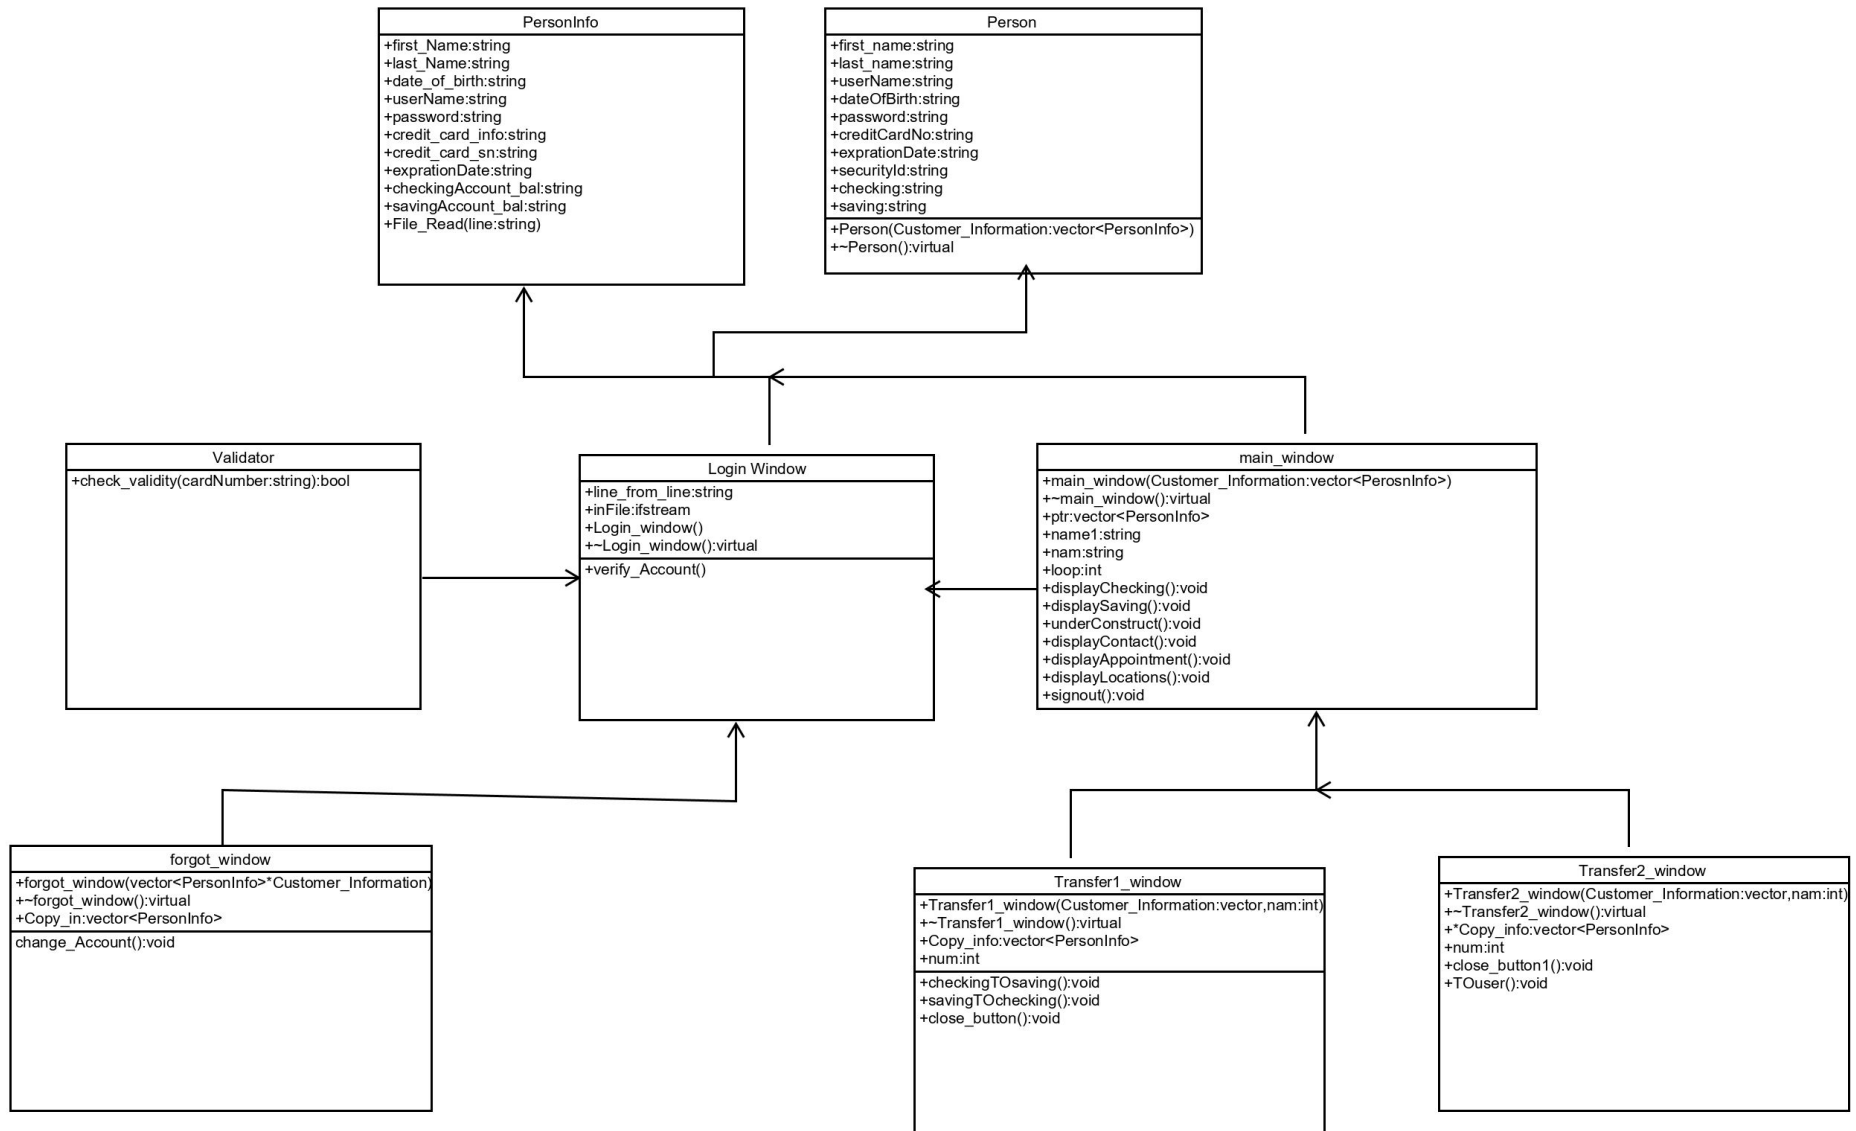 PersonInfo
+first_Name:string
+last_Name:string
+date_of_birth:string
+userName:string
+password:string
+credit_card_info:string
+credit_card_sn:string
+exprationDate:string
+checkingAccount_bal:string
+savingAccount_bal:string
+File_Read(line:string)
Person
+first_name:string
+last_name:string
+userName:string
+dateOfBirth:string
+password:string
+creditCardNo:string
+exprationDate:string
+securityId:string
+checking:string
+saving:string
+Person(Customer_Information:vector<PersonInfo>)
+~Person():virtual
Validator
+check_validity(cardNumber:string):bool
Login Window
+line_from_line:string
+inFile:ifstream
+Login_window()
+~Login_window():virtual
+verify_Account()
main_window
+main_window(Customer_Information:vector<PerosnInfo>)
+~main_window():virtual
+ptr:vector<PersonInfo>
+name1:string
+nam:string
+loop:int
+displayChecking():void
+displaySaving():void
+underConstruct():void
+displayContact():void
+displayAppointment():void
+displayLocations():void
+signout():void
forgot_window
+forgot_window(vector<PersonInfo>*Customer_Information)
+~forgot_window():virtual
+Copy_in:vector<PersonInfo>
change_Account():void
Transfer1_window
+Transfer1_window(Customer_Information:vector,nam:int)
+~Transfer1_window():virtual
+Copy_info:vector<PersonInfo>
+num:int
+checkingTOsaving():void
+savingTOchecking():void
+close_button():void
Transfer2_window
+Transfer2_window(Customer_Information:vector,nam:int)
+~Transfer2_window():virtual
+*Copy_info:vector<PersonInfo>
+num:int
+close_button1():void
+TOuser():void